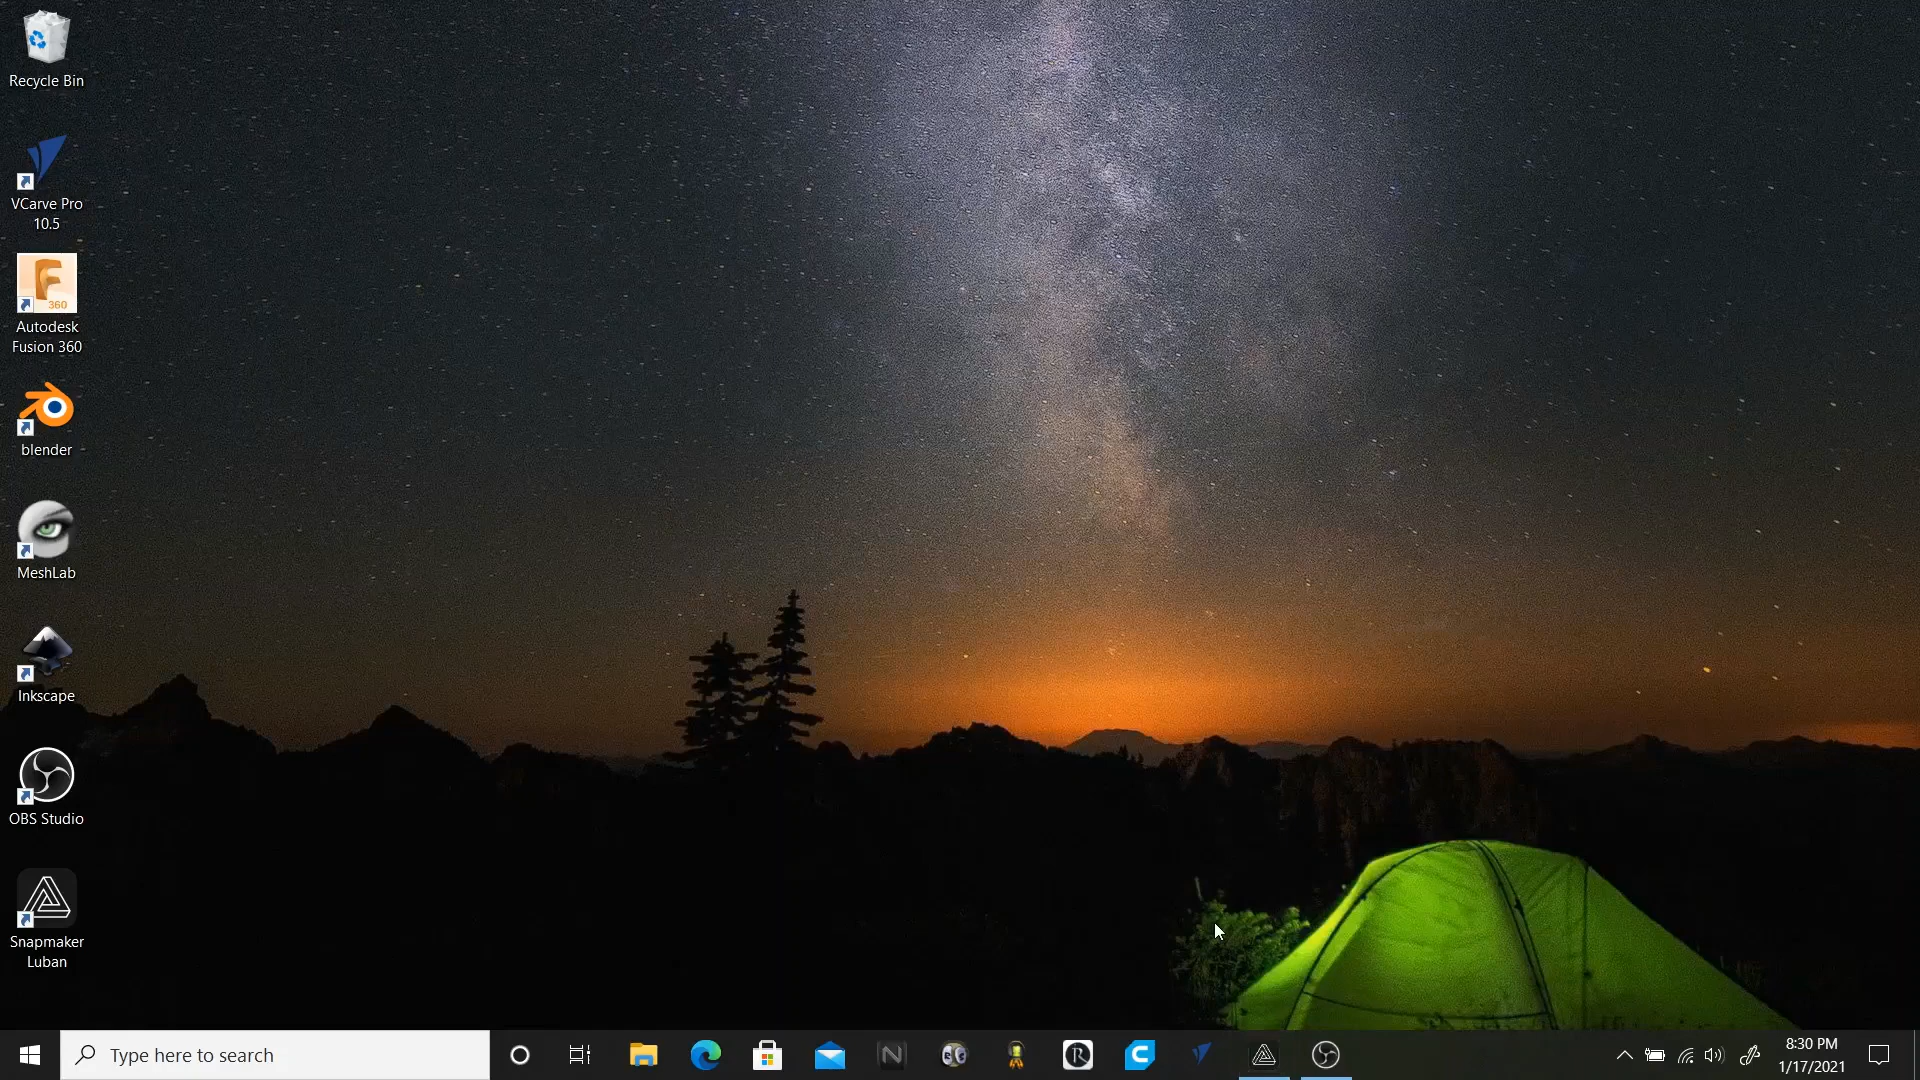 Recycle Bin
VCarve Pro
10.5
360
Autodesk
Fusion 360
blender
MeshLab
Inkscape
OBS Studio
Snapmaker
Luban
Type here to search
8:30 PM
1/17/2021